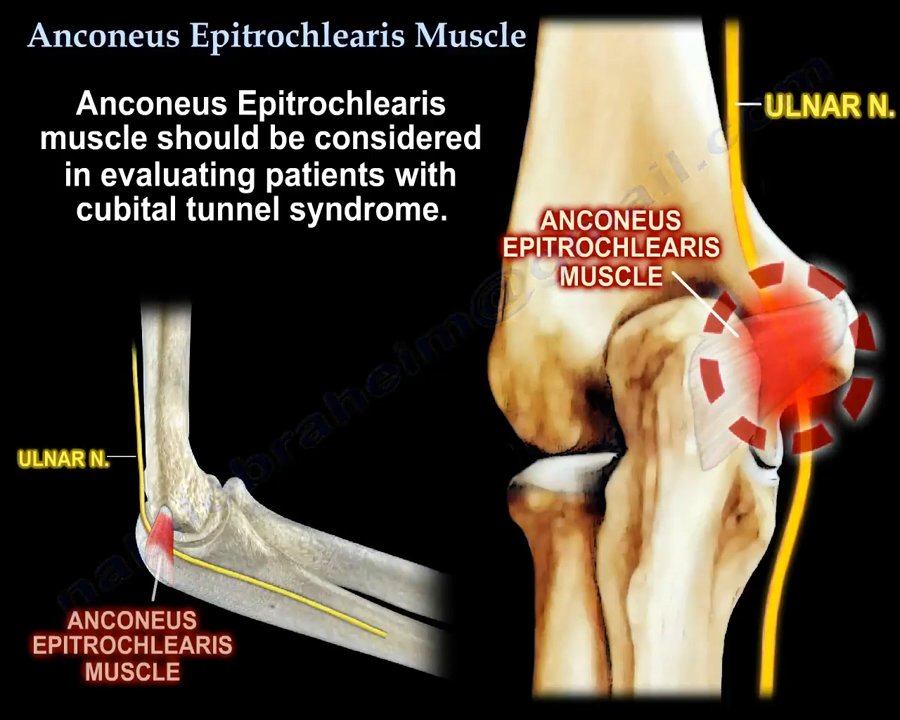 Anconeus Epitrochlearis Muscle
Anconeus Epitrochlearis
muscle should be considered
in evaluating patients with
cubital tunnel syndrome.
ULNAR N.
ANCONEUS
EPITROCHLEARIS
MUSCLE
ULNAR N.
ANCONEUS
EPITROCHLEARIS
MUSCLE